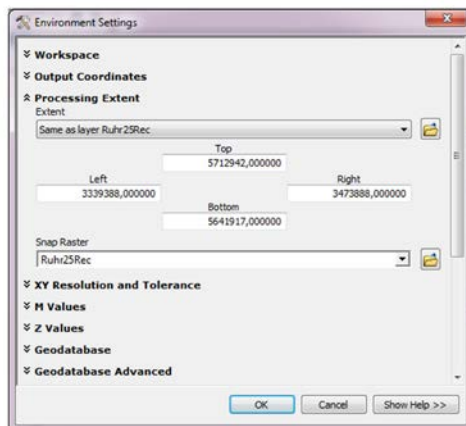 Environment Settings
Workspace
Output Coordinates
Processing Extent
Extent
Same as layer Ruhr25Rec
Top
5712942,000000
Left
Right
3339388,000000
3473888,000000
Bottom
5641917,000000
Snap Raster
Ruhr25Rec
XY Resolution and Tolerance
M Values
Z Values
Geodatabase
Geodatabase Advanced
OK
Cancel
Show Help >>